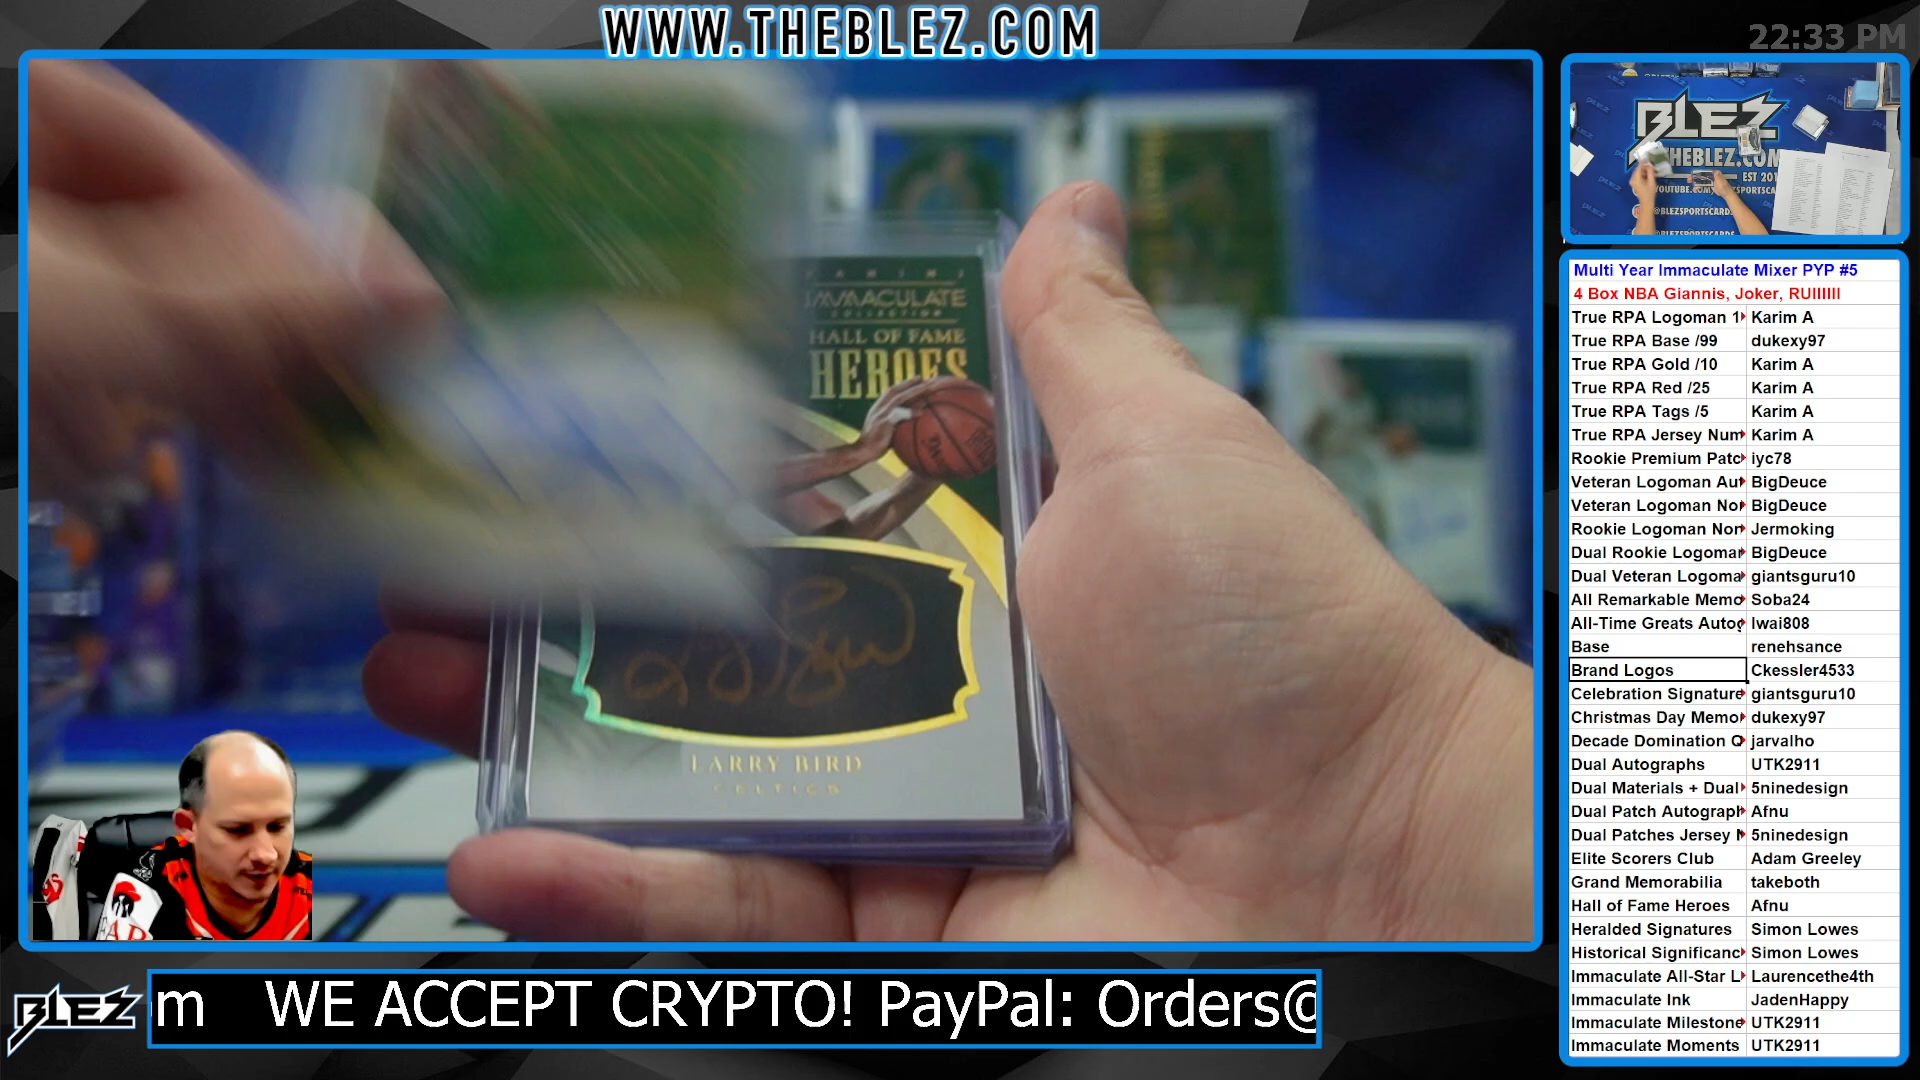 WWW.THEBLEZ.COM
22:33 PM
PANINI
IMMACULATE
COLLECTION
HALL OF FAME
HEROES
LARRY BIRD
CELTICS
BLEZ
THEBLEZ.COM
EST 201
@BLEZSPORTSCARDS
Multi Year Immaculate Mixer PYP #5
4 Box NBA Giannis, Joker, RUIIIIII
True RPA Logoman 1 Karim A
True RPA Base /99 dukexy97
True RPA Gold /10 Karim A
True RPA Red /25 Karim A
True RPA Tags /5 Karim A
True RPA Jersey Num Karim A
Rookie Premium Patc iyc78
Veteran Logoman Au BigDeuce
Veteran Logoman No BigDeuce
Rookie Logoman Nor Jermoking
Dual Rookie Logomar BigDeuce
Dual Veteran Logoma giantsguru10
All Remarkable Memo Soba24
All-Time Greats Autog Iwai808
Base renehsance
Brand Logos Ckessler4533
Celebration Signature giantsguru10
Christmas Day Memo dukexy97
Decade Domination Q jarvalho
Dual Autographs UTK2911
Dual Materials + Dual 5ninedesign
Dual Patch Autograph Afnu
Dual Patches Jersey 5ninedesign
Elite Scorers Club Adam Greeley
Grand Memorabilia takeboth
Hall of Fame Heroes Afnu
Heralded Signatures Simon Lowes
Historical Significanc Simon Lowes
Immaculate All-Star L Laurencethe4th
Immaculate Ink JadenHappy
Immaculate Milestone UTK2911
Immaculate Moments UTK2911
BLEZ
m WE ACCEPT CRYPTO! PayPal: Orders@